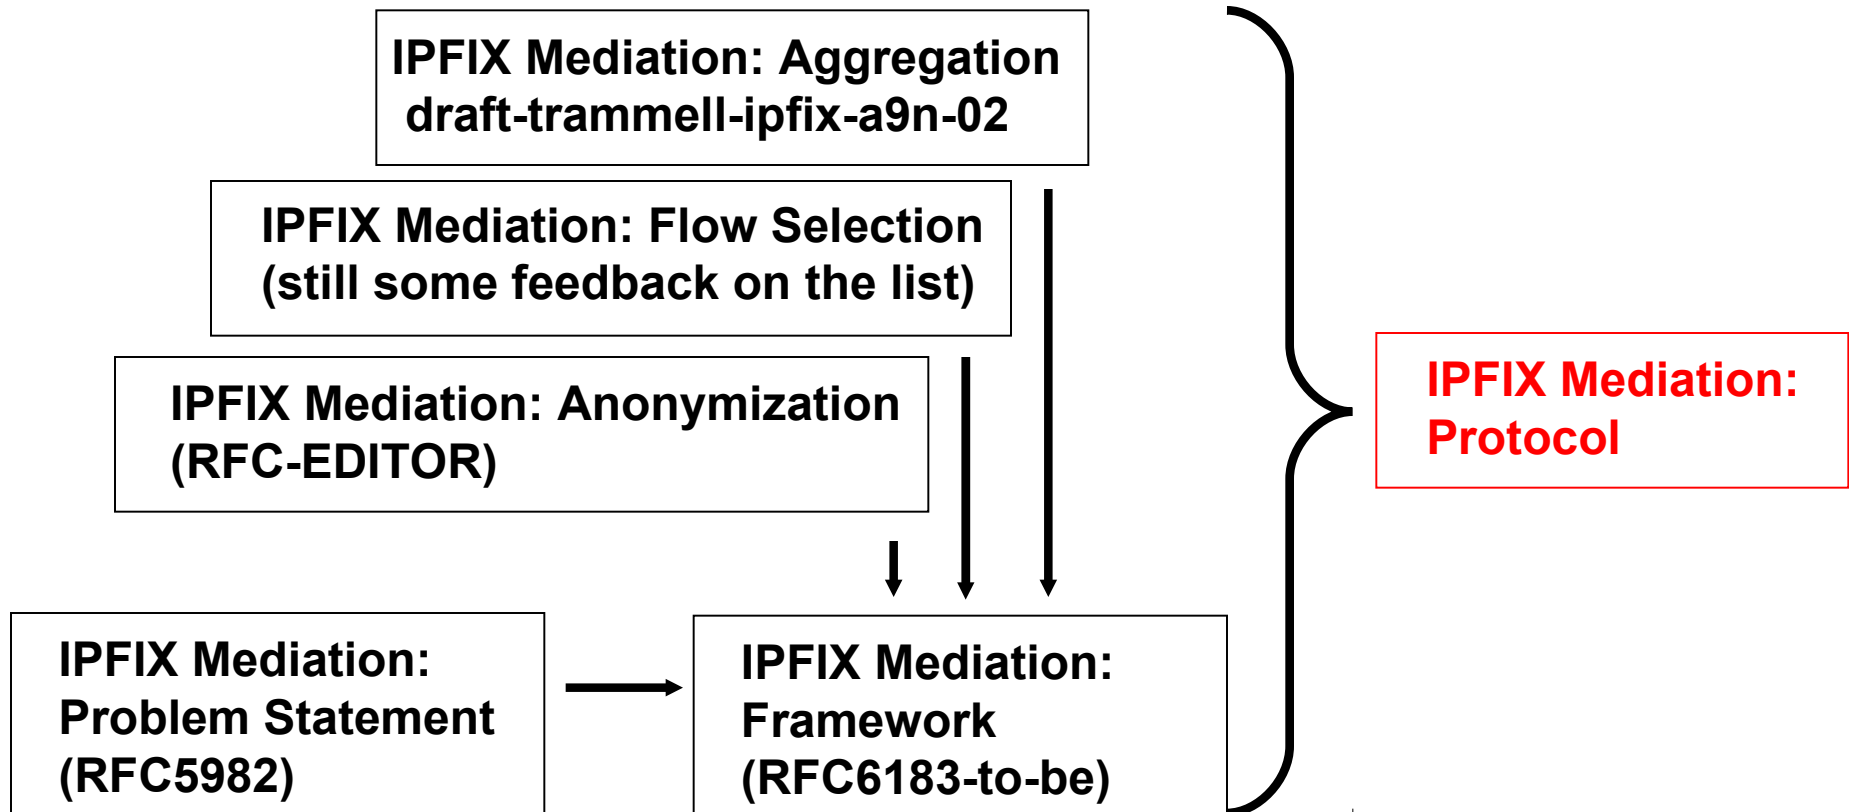 IPFIX Mediation: Aggregation
draft-trammell-ipfix-a9n-02
IPFIX Mediation: Flow Selection
(still some feedback on the list)
IPFIX Mediation: Anonymization
(RFC-EDITOR)
IPFIX Mediation:
Protocol
IPFIX Mediation:
Problem Statement
(RFC5982)
IPFIX Mediation:
Framework
(RFC6183-to-be)